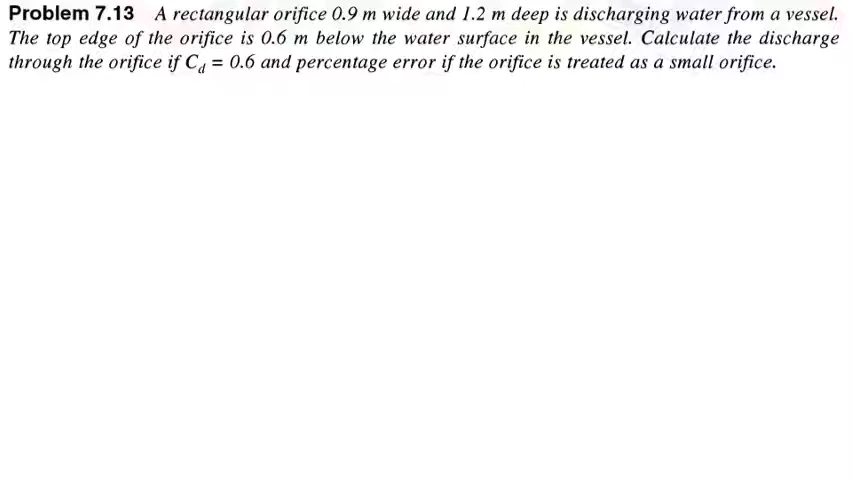 Problem 7.13 A rectangular orifice 0.9 m wide and 1.2 m deep is discharging water from a vessel.
The top edge of the orifice is 0.6 m below the water surface in the vessel. Calculate the discharge
through the orifice if C_d = 0.6 and percentage error if the orifice is treated as a small orifice.